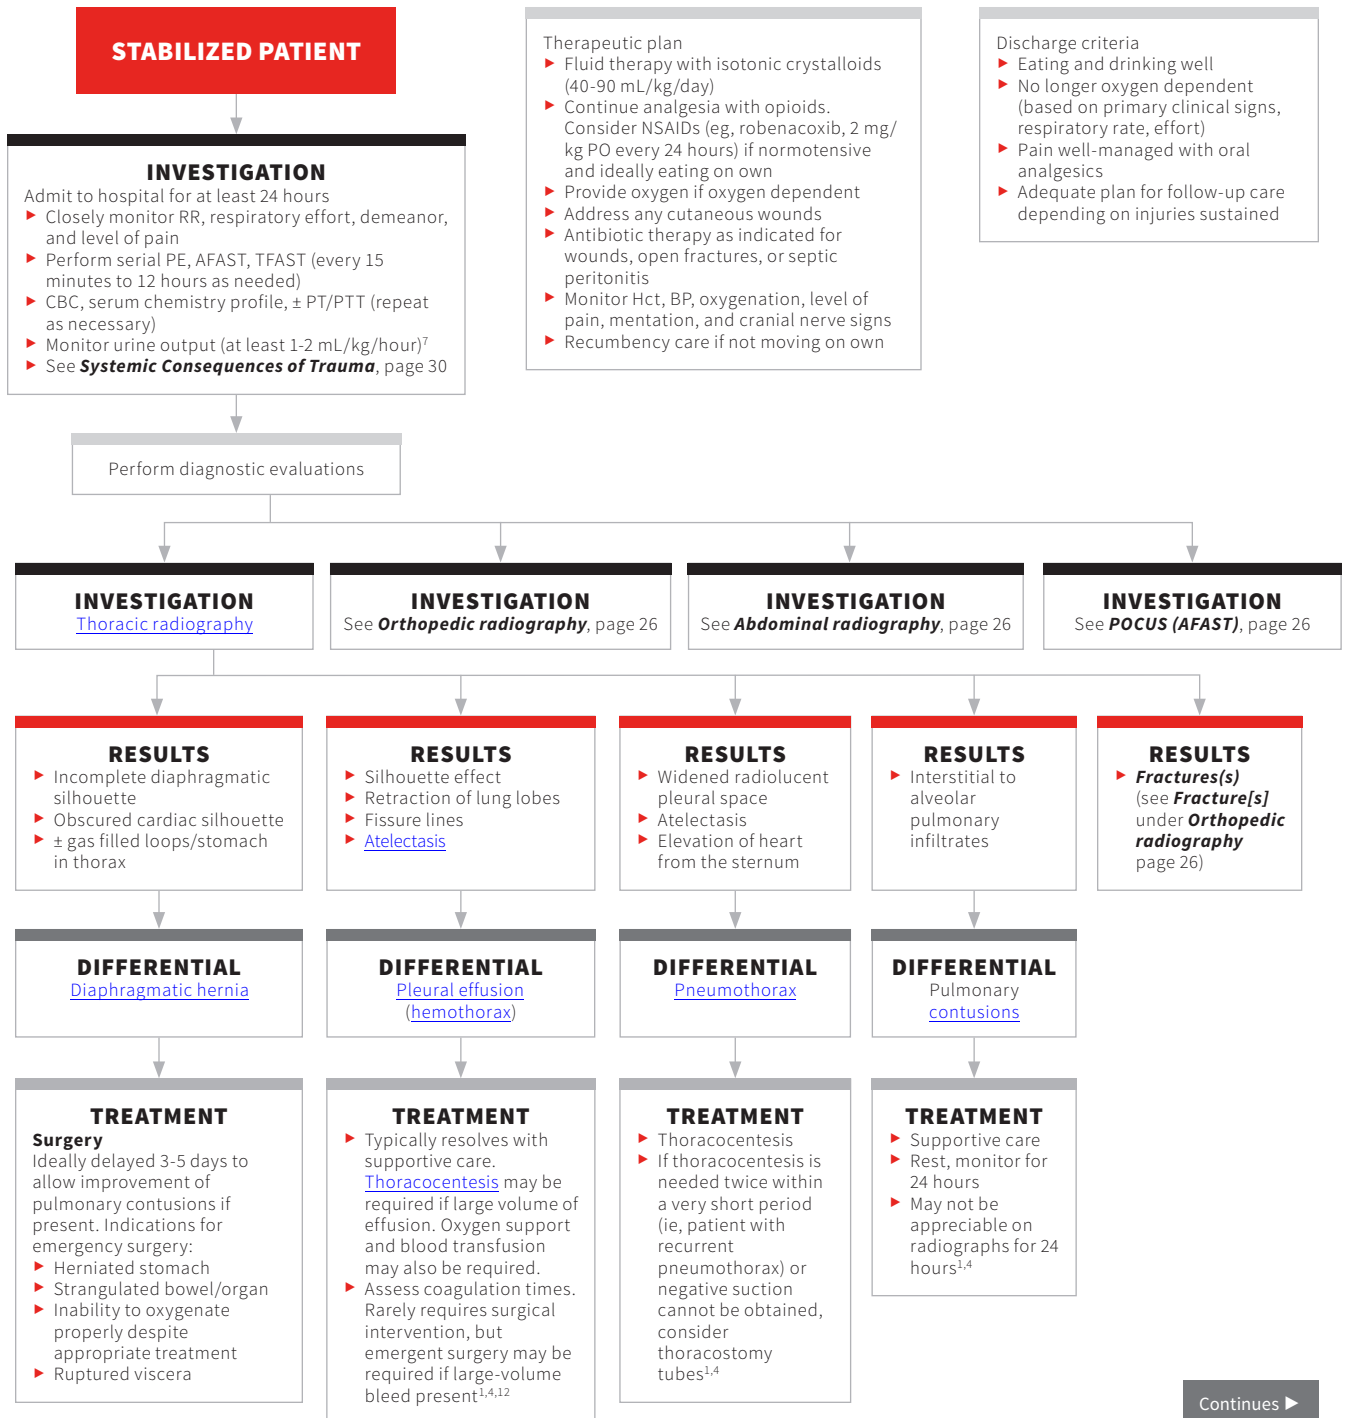 STABILIZED PATIENT
INVESTIGATION
Admit to hospital for at least 24 hours
► Closely monitor RR, respiratory effort, demeanor,
and level of pain
► Perform serial PE, AFAST, TFAST (every 15
minutes to 12 hours as needed)
► CBC, serum chemistry profile, ± PT/PTT (repeat
as necessary)
► Monitor urine output (at least 1-2 mL/kg/hour)7
► See Systemic Consequences of Trauma, page 30
Therapeutic plan
► Fluid therapy with isotonic crystalloids
(40-90 mL/kg/day)
► Continue analgesia with opioids.
Consider NSAIDs (eg, robenacoxib, 2 mg/
kg PO every 24 hours) if normotensive
and ideally eating on own
► Provide oxygen if oxygen dependent
► Address any cutaneous wounds
► Antibiotic therapy as indicated for
wounds, open fractures, or septic
peritonitis
► Monitor Hct, BP, oxygenation, level of
pain, mentation, and cranial nerve signs
► Recumbency care if not moving on own
Discharge criteria
► Eating and drinking well
► No longer oxygen dependent
(based on primary clinical signs,
respiratory rate, effort)
► Pain well-managed with oral
analgesics
► Adequate plan for follow-up care
depending on injuries sustained
Perform diagnostic evaluations
INVESTIGATION
Thoracic radiography
INVESTIGATION
See Orthopedic radiography, page 26
INVESTIGATION
See Abdominal radiography, page 26
INVESTIGATION
See POCUS (AFAST), page 26
RESULTS
► Incomplete diaphragmatic
silhouette
► Obscured cardiac silhouette
► ± gas filled loops/stomach
in thorax
RESULTS
► Silhouette effect
► Retraction of lung lobes
► Fissure lines
► Atelectasis
RESULTS
► Widened radiolucent
pleural space
► Atelectasis
► Elevation of heart
from the sternum
RESULTS
► Interstitial to
alveolar
pulmonary
infiltrates
RESULTS
► Fractures(s)
(see Fracture[s]
under Orthopedic
radiography
page 26)
DIFFERENTIAL
Diaphragmatic hernia
DIFFERENTIAL
Pleural effusion
(hemothorax)
DIFFERENTIAL
Pneumothorax
DIFFERENTIAL
Pulmonary
contusions
TREATMENT
Surgery
Ideally delayed 3-5 days to
allow improvement of
pulmonary contusions if
present. Indications for
emergency surgery:
► Herniated stomach
► Strangulated bowel/organ
► Inability to oxygenate
properly despite
appropriate treatment
► Ruptured viscera
TREATMENT
► Typically resolves with
supportive care.
Thoracocentesis may be
required if large volume of
effusion. Oxygen support
and blood transfusion
may also be required.
► Assess coagulation times.
Rarely requires surgical
intervention, but
emergent surgery may be
required if large-volume
bleed present1,4,12
TREATMENT
► Thoracocentesis
► If thoracocentesis is
needed twice within
a very short period
(ie, patient with
recurrent
pneumothorax) or
negative suction
cannot be obtained,
consider
thoracostomy
tubes1,4
TREATMENT
► Supportive care
► Rest, monitor for
24 hours
► May not be
appreciable on
radiographs for 24
hours1,4
Continues ►